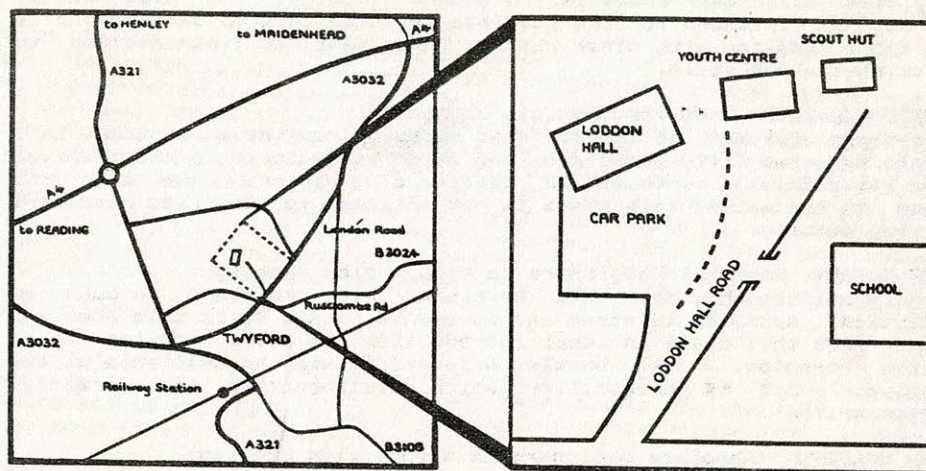 to HENLEY
to MAIDENHEAD
A4
A321
A3032
A4
to READING
London Road
B3024
Ruscombe Rd
A3032
TWYFORD
Railway Station
A321
B3108
SCOUT HUT
YOUTH CENTRE
LODDON
HALL
CAR PARK
LODDON HALL ROAD
SCHOOL